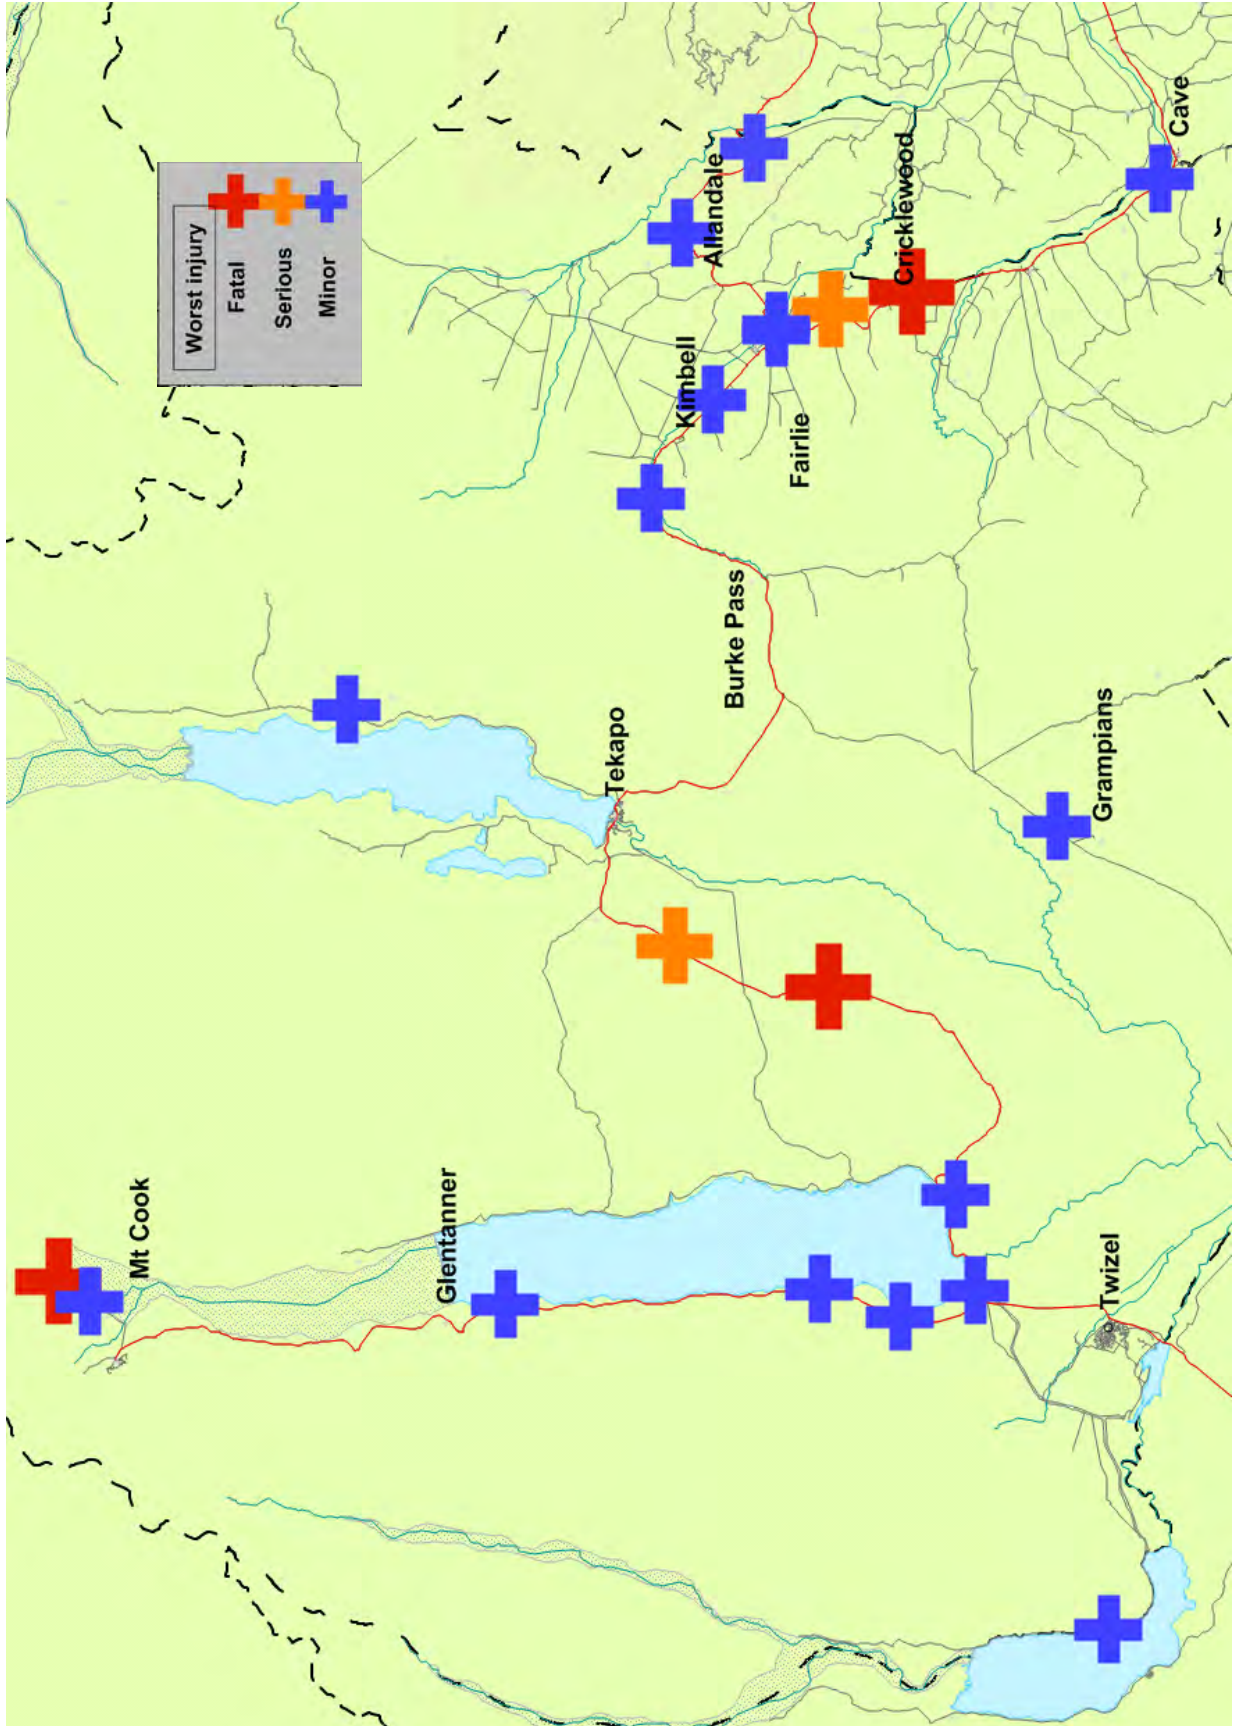 Worst injury
Fatal
Serious
Minor
Mt Cook
Glentanner
Twizel
Tekapo
Grampians
Burke Pass
Fairlie
Kimbell
Allandale
Cricklewood
Cave